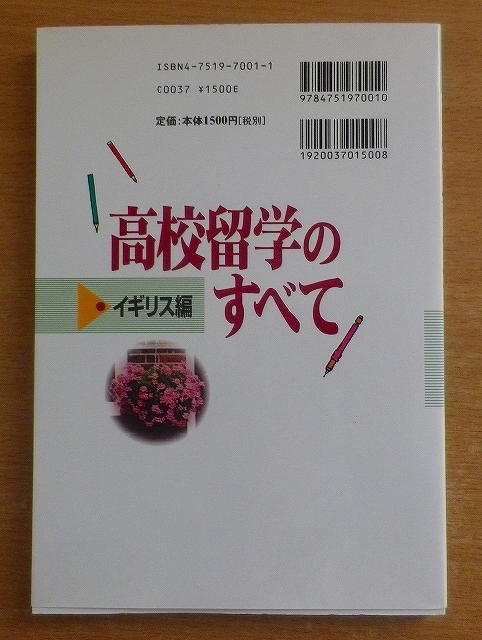 ISBN4-7519-7001-1
C0037 ¥1500E
定価:本体1500円[税別]
9784751970010
1920037015008
高校留学の
すべて
イギリス編